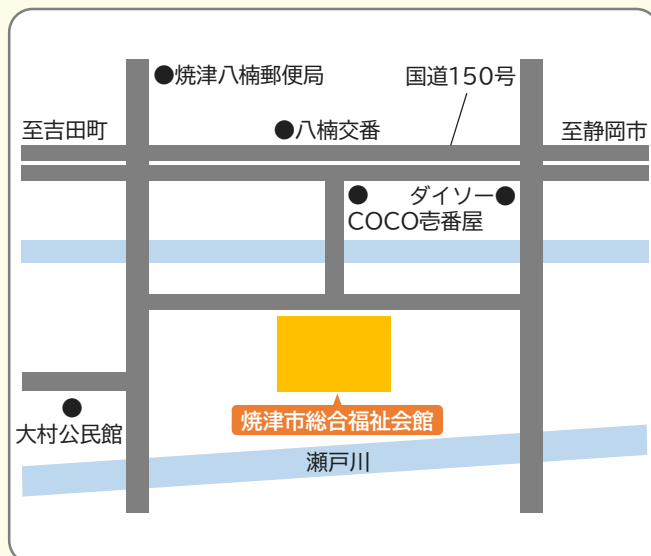 ●焼津八楠郵便局
国道150号
至吉田町
●八楠交番
至静岡市
ダイソー●
●
COCO壱番屋
●
大村公民館
焼津市総合福祉会館
瀬戸川